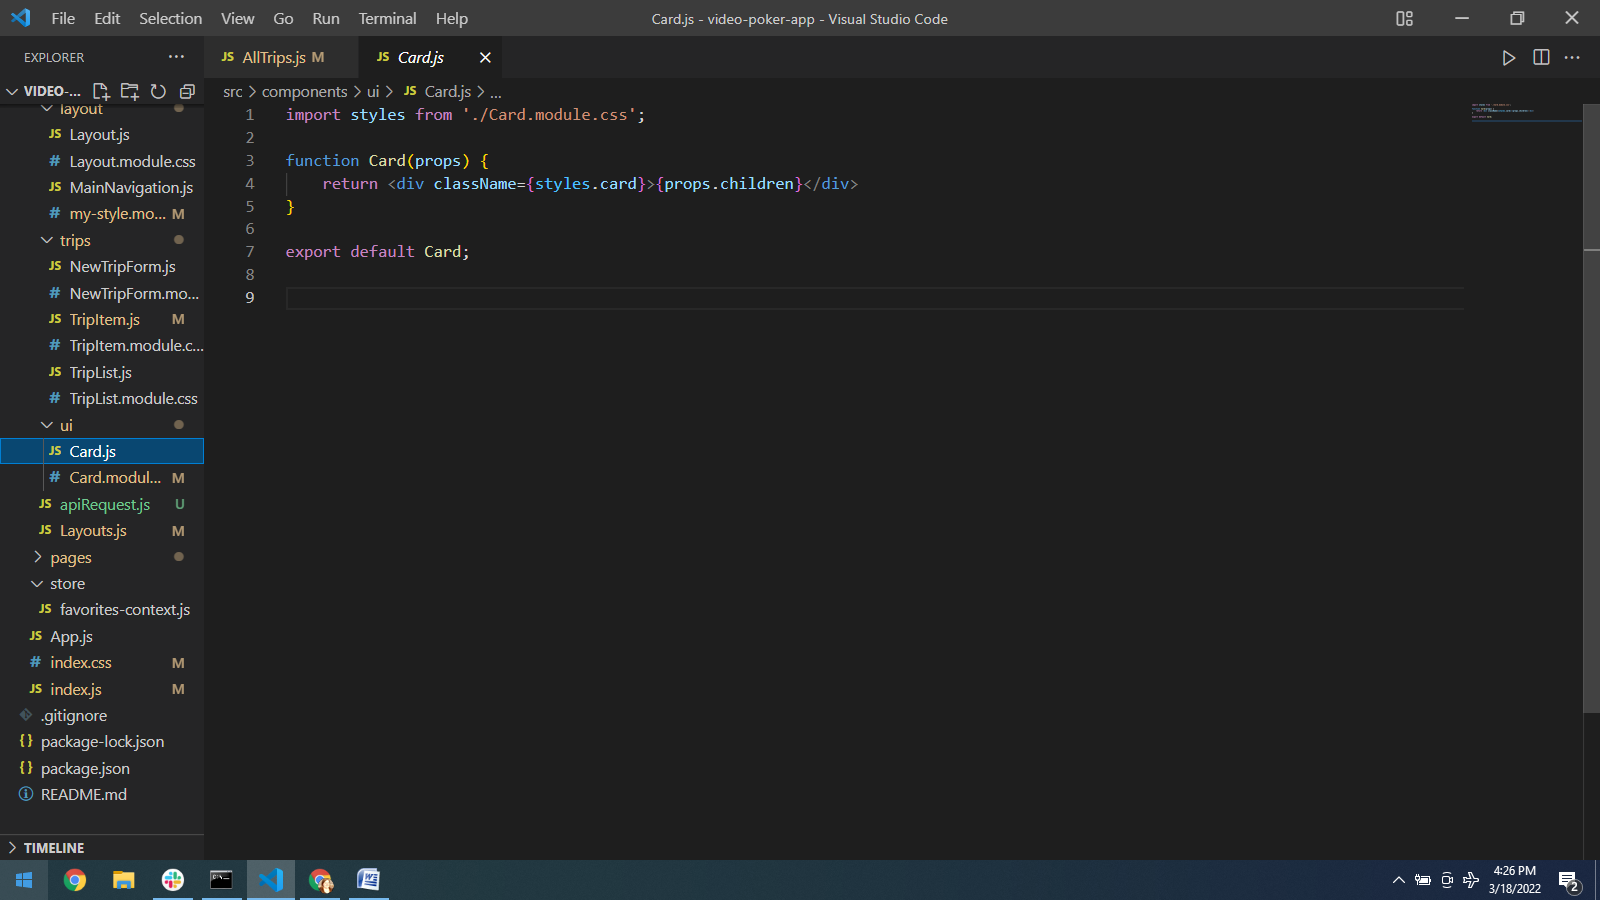 File Edit Selection View Go Run Terminal Help
Card.js - video-poker-app - Visual Studio Code
EXPLORER
VIDEO-...
layout
JS Layout.js
# Layout.module.css
JS MainNavigation.js
# my-style.mo... M
trips
JS NewTripForm.js
# NewTripForm.mo...
JS TripItem.js M
# TripItem.module.c...
JS TripList.js
# TripList.module.css
ui
JS Card.js
# Card.modul... M
JS apiRequest.js U
JS Layouts.js M
pages
store
JS favorites-context.js
JS App.js
# index.css M
JS index.js M
.gitignore
{} package-lock.json
{} package.json
README.md
TIMELINE
JS AllTrips.js M
JS Card.js
src > components > ui > JS Card.js > ...
1 import styles from './Card.module.css';
2
3 function Card(props) {
4 return <div className={styles.card}>{props.children}</div>
5 }
6
7 export default Card;
8
9
4:26 PM
3/18/2022
2